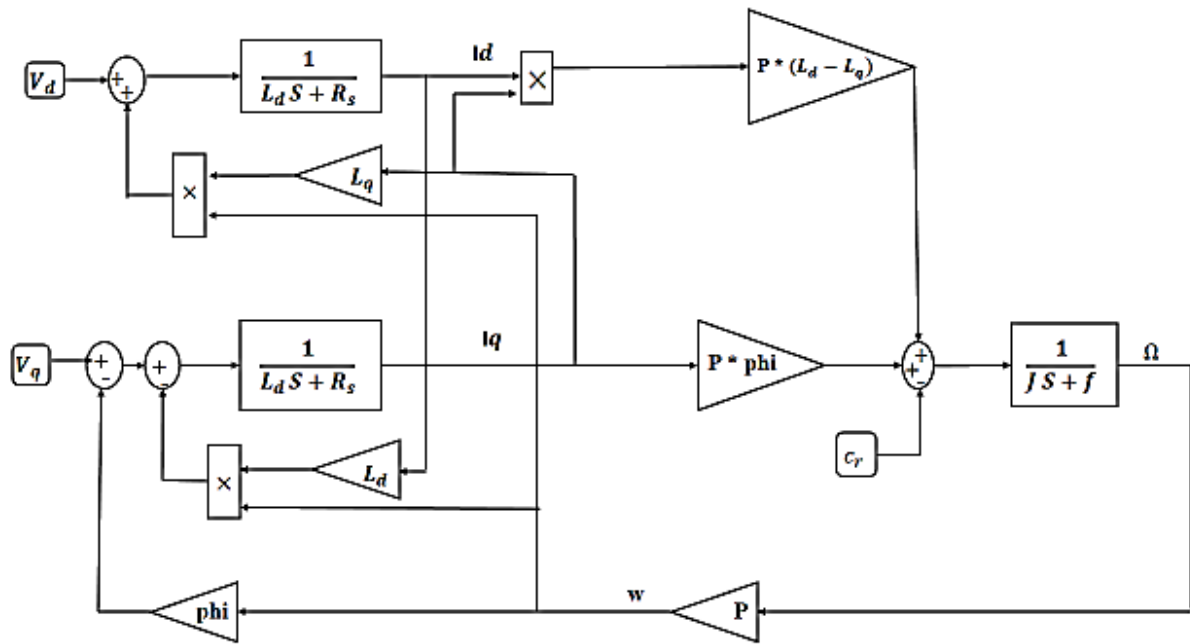 V_d
+
+
1
L_d S + R_s
Id
×
P * (L_d − L_q)
×
L_q
V_q
+
-
+
-
1
L_d S + R_s
Iq
P * phi
+
+
-
1
J S + f
Ω
×
L_d
c_r
phi
w
P